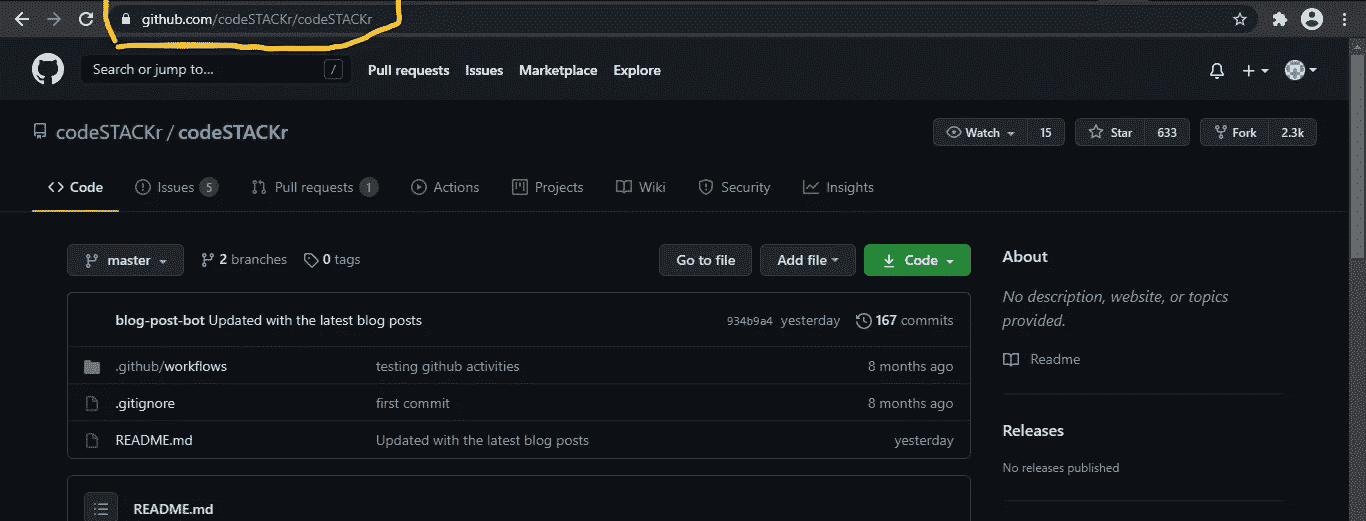 github.com/codeSTACKr/codeSTACKr
Search or jump to... /
Pull requests Issues Marketplace Explore
codeSTACKr / codeSTACKr
Watch 15 Star 633 Fork 2.3k
Code Issues 5 Pull requests 1 Actions Projects Wiki Security Insights
master 2 branches 0 tags Go to file Add file Code
About
No description, website, or topics
provided.
Readme
blog-post-bot Updated with the latest blog posts 934b9a4 yesterday 167 commits
.github/workflows testing github activities 8 months ago
.gitignore first commit 8 months ago
README.md Updated with the latest blog posts yesterday
Releases
No releases published
README.md